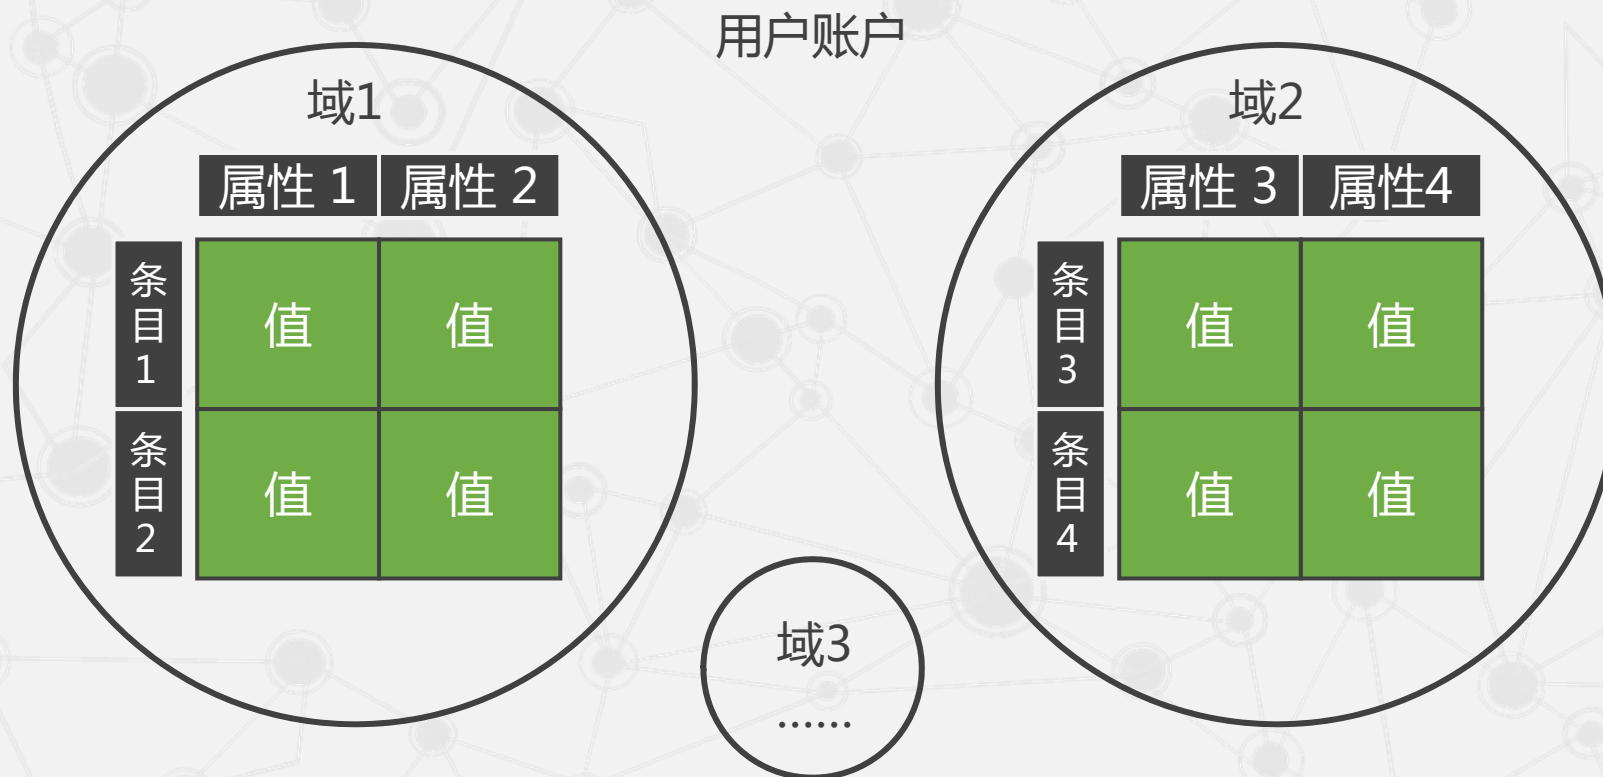 用户账户
域1
属性 1 属性 2
条目1 值 值
条目2 值 值
域2
属性 3 属性4
条目3 值 值
条目4 值 值
域3
......